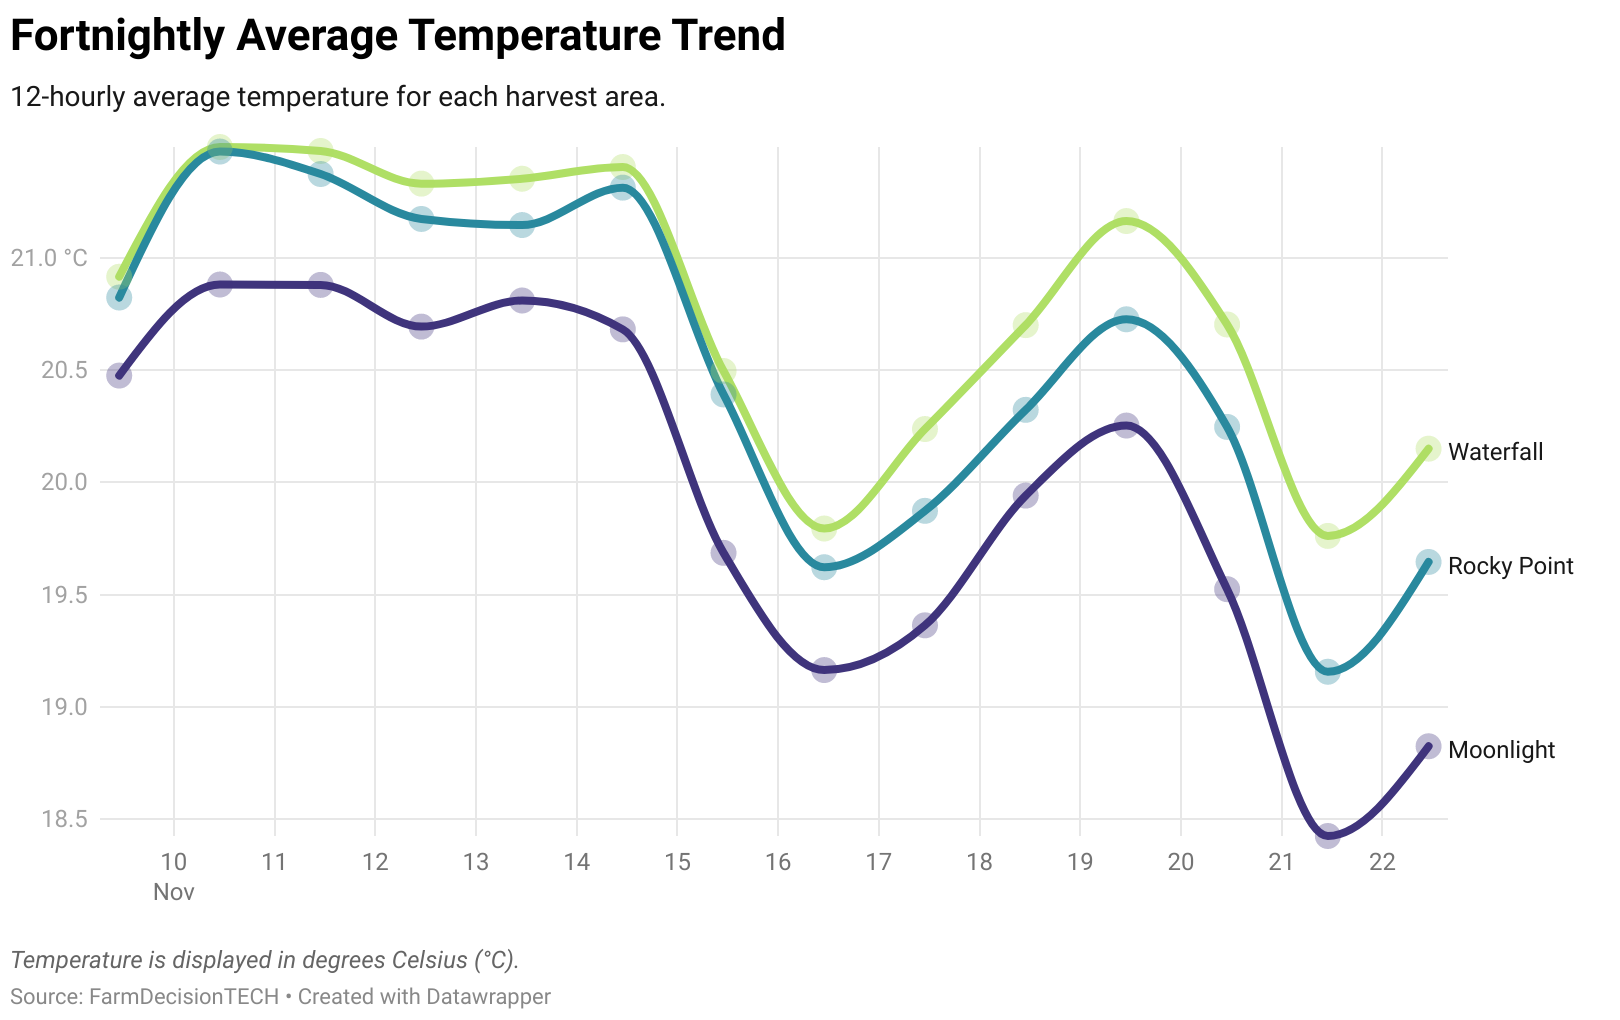 Fortnightly Average Temperature Trend
12-hourly average temperature for each harvest area.
21.0 °C
20.5
20.0
19.5
19.0
18.5
Waterfall
Rocky Point
Moonlight
10 11 12 13 14 15 16 17 18 19 20 21 22
Nov
Temperature is displayed in degrees Celsius (°C).
Source: FarmDecisionTECH • Created with Datawrapper